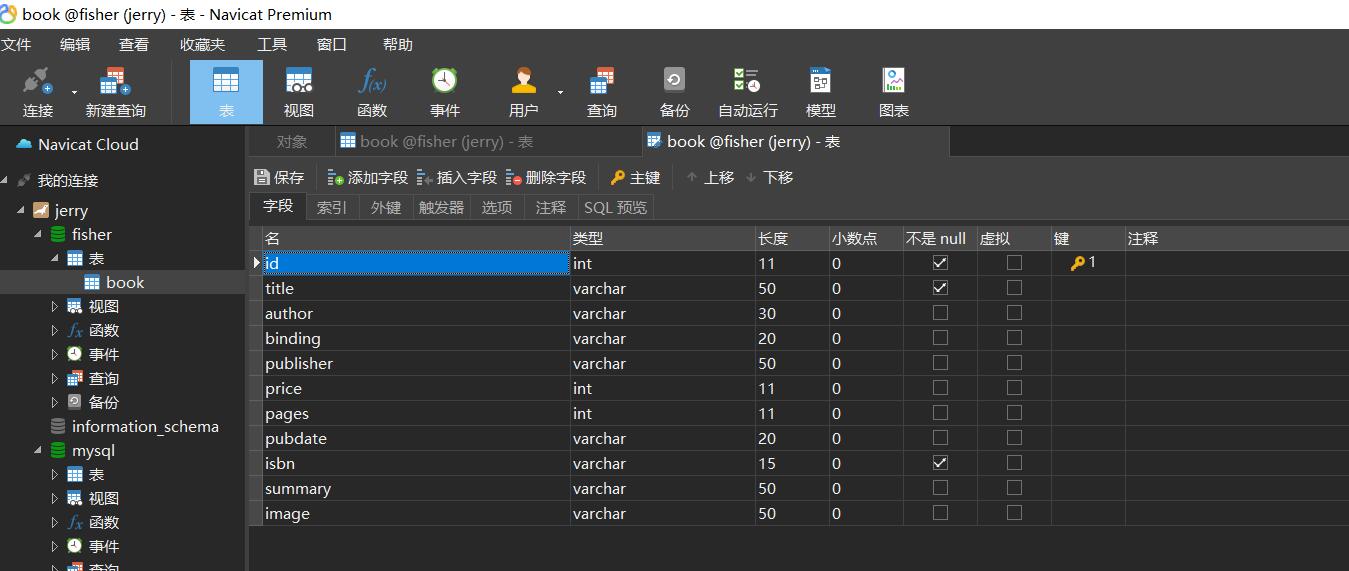 book @fisher (jerry) - 表 - Navicat Premium
文件 编辑 查看 收藏夹 工具 窗口 帮助
连接 新建查询 表 视图 函数 事件 用户 查询 备份 自动运行 模型 图表
Navicat Cloud
对象 book @fisher (jerry) - 表 book @fisher (jerry) - 表
我的连接
保存 添加字段 插入字段 删除字段 主键 上移 下移
jerry
字段 索引 外键 触发器 选项 注释 SQL 预览
fisher
名 类型 长度 小数点 不是 null 虚拟 键 注释
表
id int 11 0 1
book
title varchar 50 0
视图
author varchar 30 0
函数
binding varchar 20 0
事件
publisher varchar 50 0
查询
price int 11 0
备份
pages int 11 0
information_schema
pubdate varchar 20 0
mysql
isbn varchar 15 0
表
summary varchar 50 0
视图
image varchar 50 0
函数
事件
查询